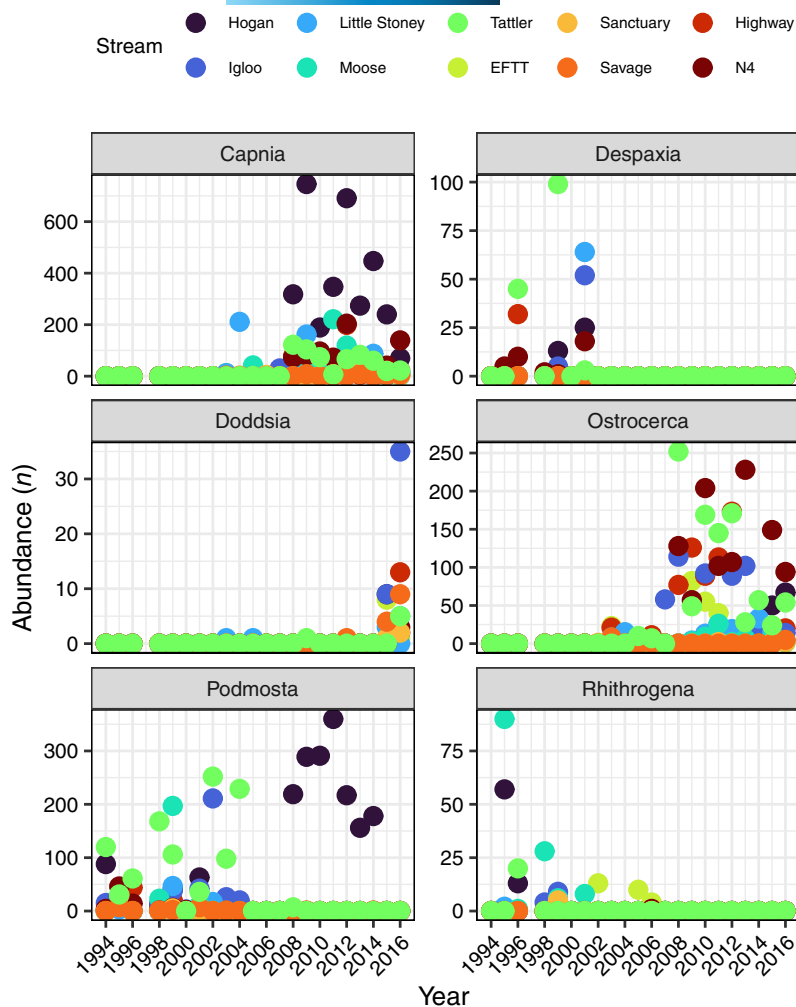 Stream
Hogan Little Stoney Tattler Sanctuary Highway
Igloo Moose EFTT Savage N4
Capnia Despaxia
600
400
200
0
100
75
50
25
0
Doddsia Ostrocerca
30
20
10
0
250
200
150
100
50
0
Podmosta Rhithrogena
300
200
100
0
75
50
25
0
1994 1996 1998 2000 2002 2004 2006 2008 2010 2012 2014 2016
1994 1996 1998 2000 2002 2004 2006 2008 2010 2012 2014 2016
Abundance (n)
Year